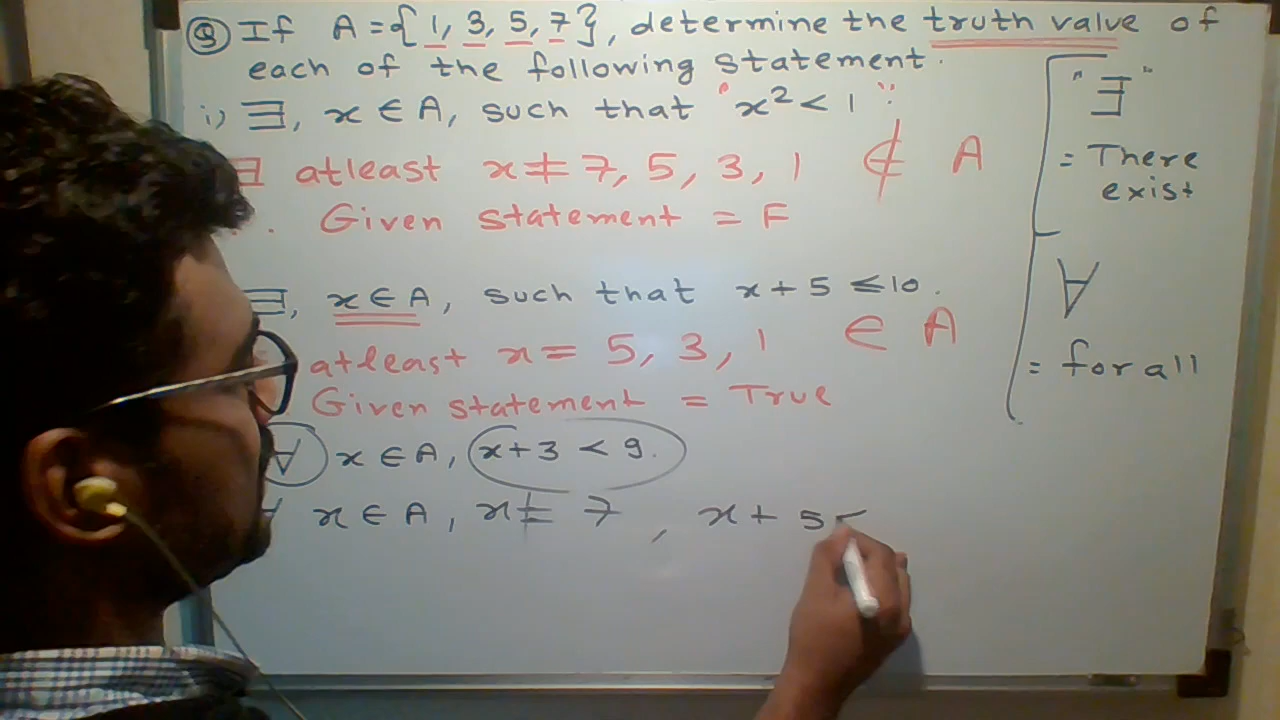 Q If A = {1, 3, 5, 7}, determine the truth value of
each of the following statement.
i) ∃, x ∈ A, such that "x² < 1".
∃ atleast x ≠ 7, 5, 3, 1 ∉ A
. Given statement = F
∃, x ∈ A, such that x + 5 ≤ 10.
atleast x = 5, 3, 1 ∈ A
Given statement = True
∀ x ∈ A, x + 3 < 9.
x ∈ A, x ≠ 7, x + 5
"∃"
= There
exist
∀
= for all